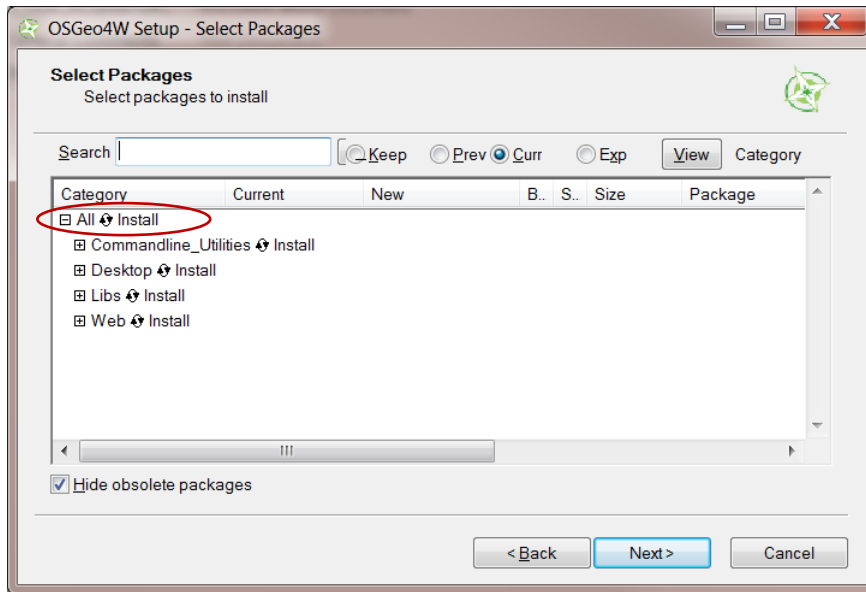 OSGeo4W Setup - Select Packages
Select Packages
Select packages to install
Search Keep Prev Curr Exp View Category
Category Current New B.. S.. Size Package
All Install
Commandline_Utilities Install
Desktop Install
Libs Install
Web Install
Hide obsolete packages
< Back Next > Cancel